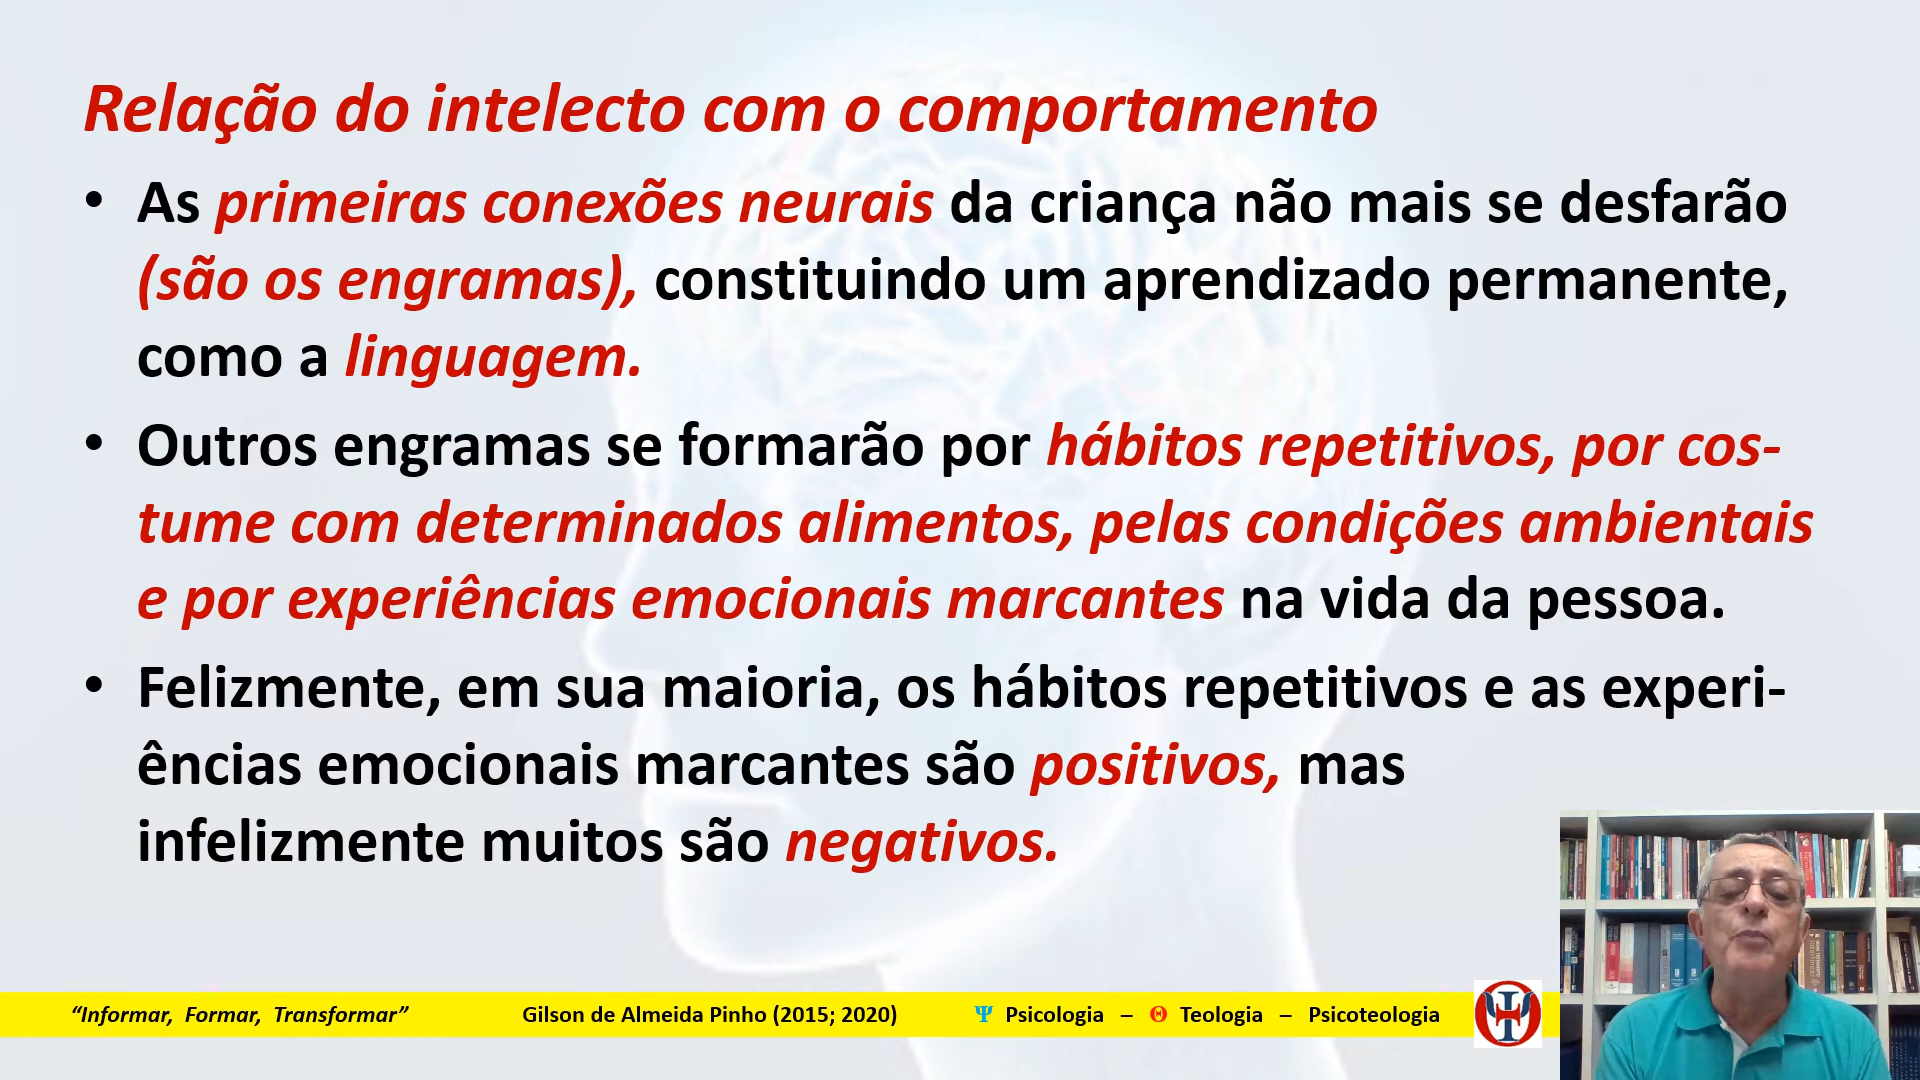 Relação do intelecto com o comportamento
• As primeiras conexões neurais da criança não mais se desfarão
(são os engramas), constituindo um aprendizado permanente,
como a linguagem.
• Outros engramas se formarão por hábitos repetitivos, por cos-
tume com determinados alimentos, pelas condições ambientais
e por experiências emocionais marcantes na vida da pessoa.
• Felizmente, em sua maioria, os hábitos repetitivos e as experi-
ências emocionais marcantes são positivos, mas
infelizmente muitos são negativos.
“Informar, Formar, Transformar” Gilson de Almeida Pinho (2015; 2020) Ψ Psicologia – Θ Teologia – Psicoteologia